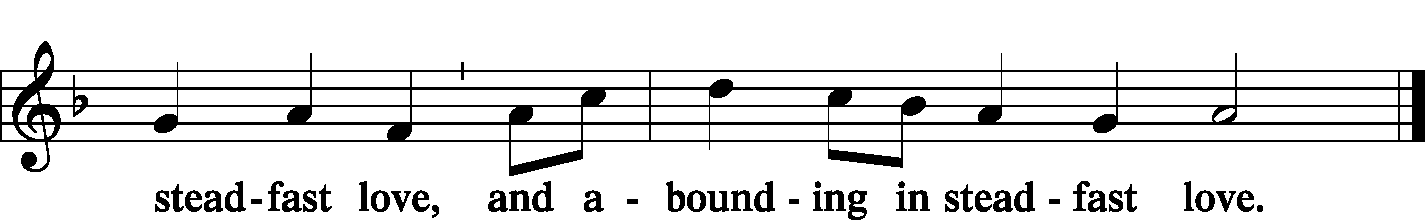 stead-fast love, and a - bound - ing in stead - fast love.